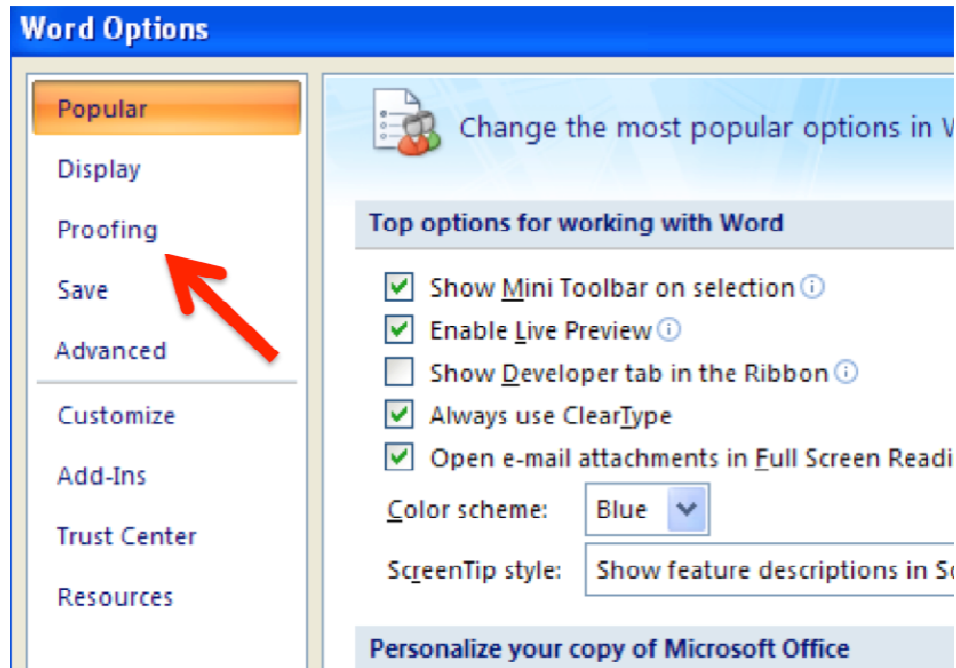 Word Options
Popular
Display
Proofing
Save
Advanced
Customize
Add-Ins
Trust Center
Resources
Change the most popular options in
Top options for working with Word
Show Mini Toolbar on selection
Enable Live Preview
Show Developer tab in the Ribbon
Always use ClearType
Open e-mail attachments in Full Screen Readi
Color scheme: Blue
ScreenTip style: Show feature descriptions in Sc
Personalize your copy of Microsoft Office